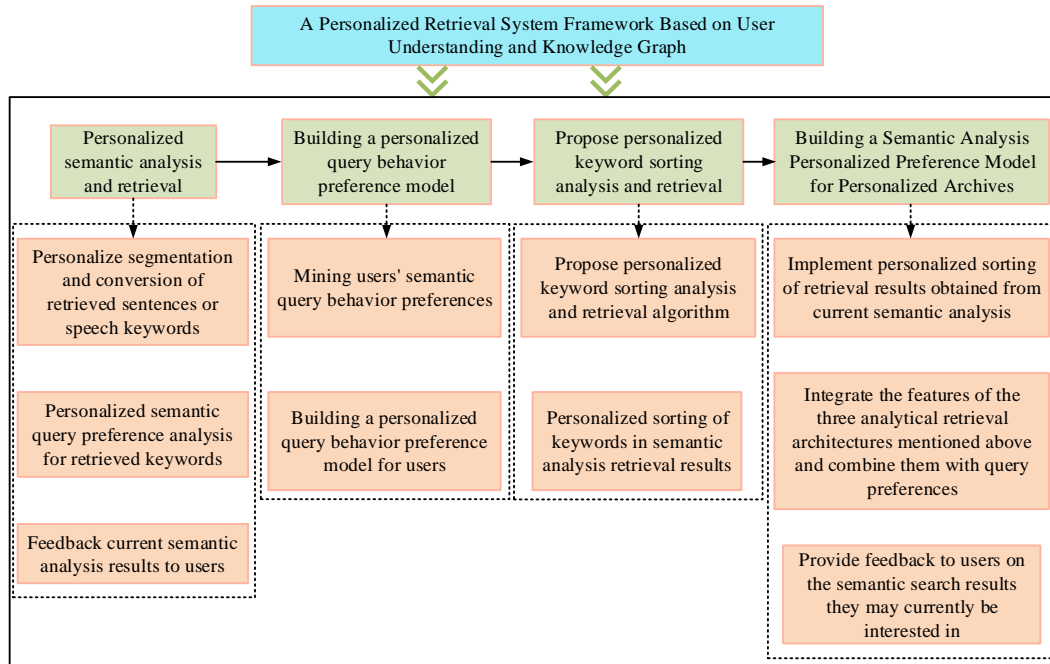 A Personalized Retrieval System Framework Based on User
Understanding and Knowledge Graph
Personalized
semantic analysis
and retrieval
Building a personalized
query behavior
preference model
Propose personalized
keyword sorting
analysis and retrieval
Building a Semantic Analysis
Personalized Preference Model
for Personalized Archives
Personalize segmentation
and conversion of
retrieved sentences or
speech keywords
Personalized semantic
query preference analysis
for retrieved keywords
Feedback current semantic
analysis results to users
Mining users' semantic
query behavior preferences
Building a personalized
query behavior preference
model for users
Propose personalized
keyword sorting analysis
and retrieval algorithm
Personalized sorting of
keywords in semantic
analysis retrieval results
Implement personalized sorting
of retrieval results obtained from
current semantic analysis
Integrate the features of the
three analytical retrieval
architectures mentioned above
and combine them with query
preferences
Provide feedback to users on
the semantic search results
they may currently be
interested in